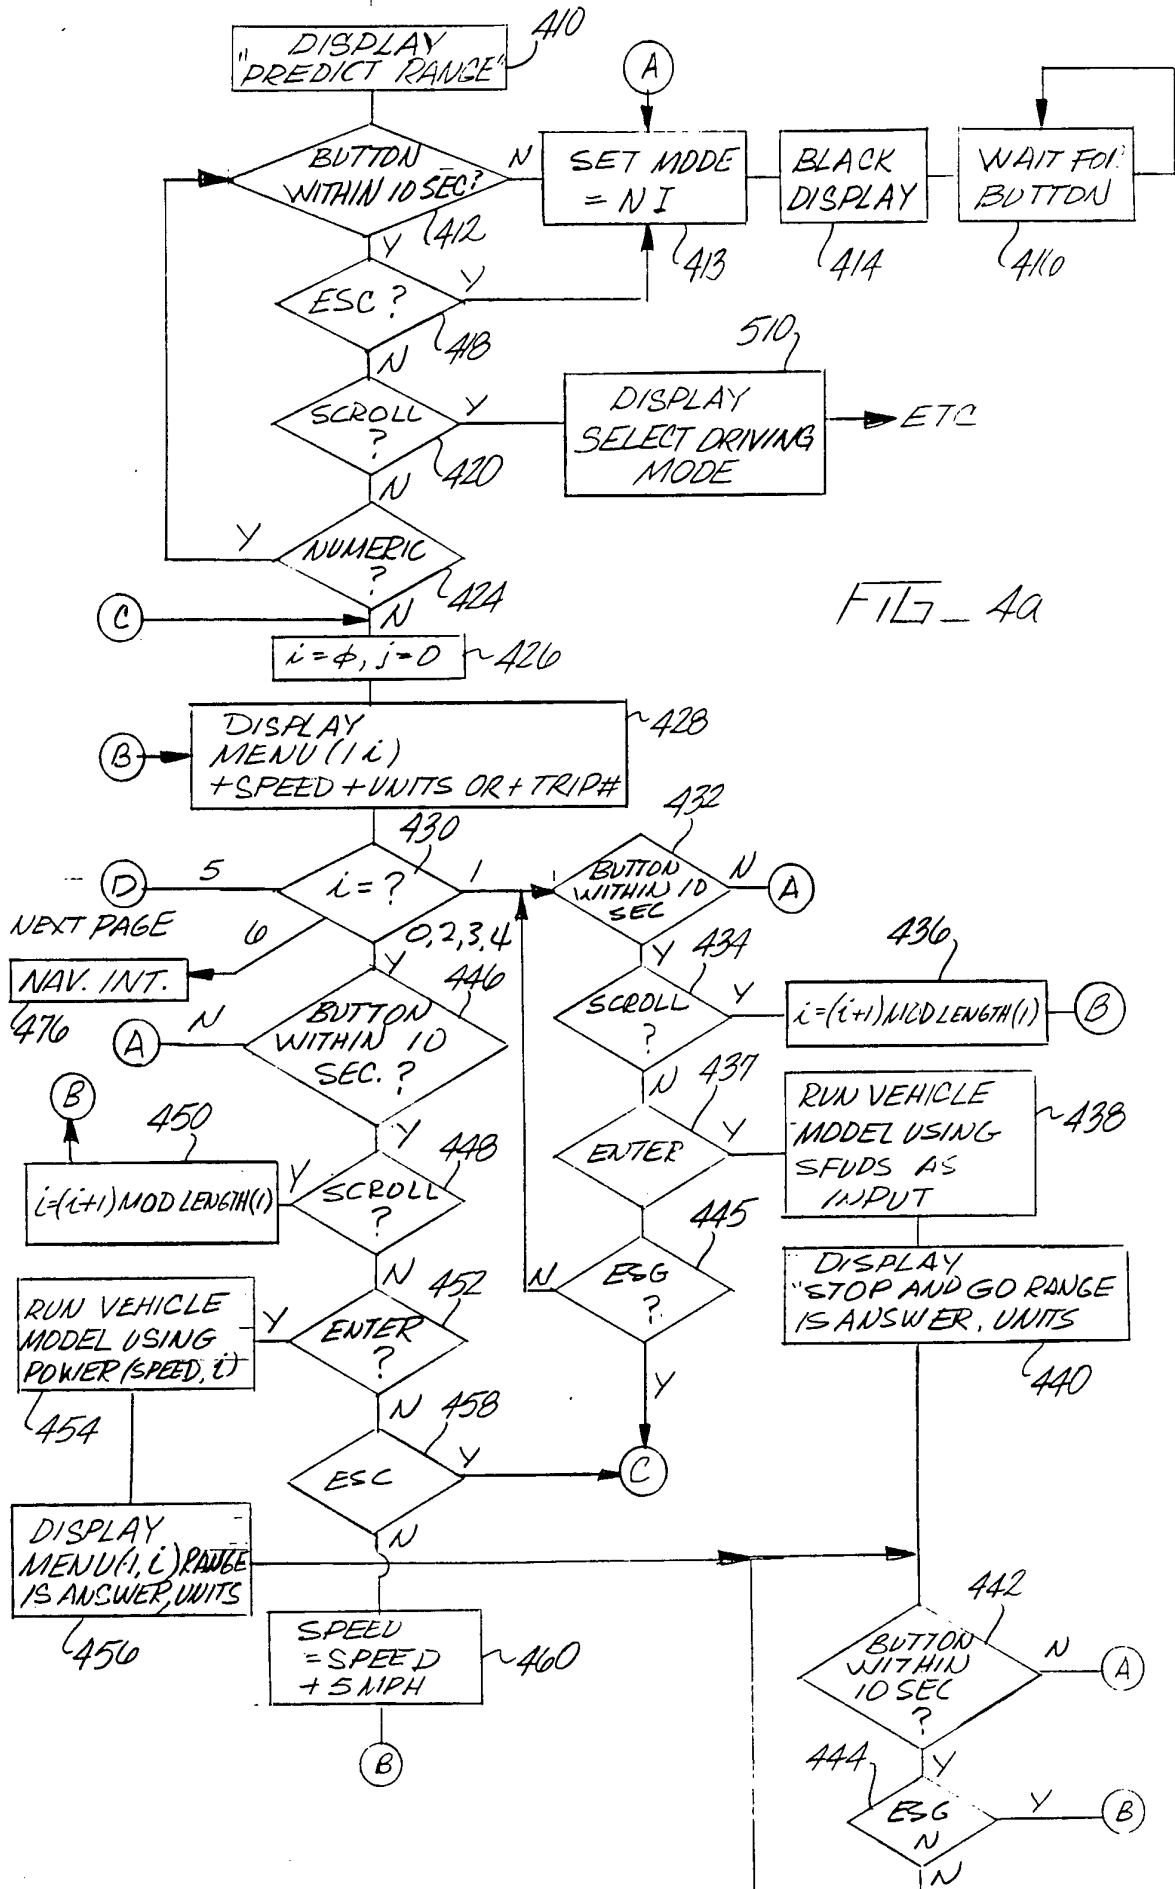 DISPLAY
"PREDICT RANGE"
410
A
BUTTON
WITHIN 10 SEC?
412
N
SET MODE
= NI
413
BLACK
DISPLAY
414
WAIT FOR
BUTTON
416
Y
ESC ?
Y
418
N
510
SCROLL
?
Y
420
DISPLAY
SELECT DRIVING
MODE
ETC
N
Y
NUMERIC
?
424
FIG_4a
C
N
i=φ, j=0
426
B
DISPLAY
MENU (1 i)
+SPEED +UNITS OR + TRIP#
428
430
D
5
i = ?
1
NEXT PAGE
6
0,2,3,4
NAV. INT.
476
432
BUTTON
WITHIN 10
SEC
N
A
Y
434
SCROLL
?
Y
436
i=(i+1)MOD LENGTH(1)
B
Y
446
N
A
BUTTON
WITHIN 10
SEC. ?
N
437
ENTER
Y
RUN VEHICLE
MODEL USING
SFUDS AS
INPUT
438
B
450
Y
448
i=(i+1)MOD LENGTH(1)
Y
SCROLL
?
445
N
ESG
?
DISPLAY
"STOP AND GO RANGE
IS ANSWER, UNITS
440
N
452
RUN VEHICLE
MODEL USING
POWER(SPEED, i)
454
Y
ENTER
?
Y
N
458
ESC
Y
C
DISPLAY
MENU(1,i)RANGE
IS ANSWER,UNITS
456
N
SPEED
=SPEED
+ 5 MPH
460
B
442
BUTTON
WITHIN
10 SEC
?
N
A
444
Y
ESG
N
Y
B
N